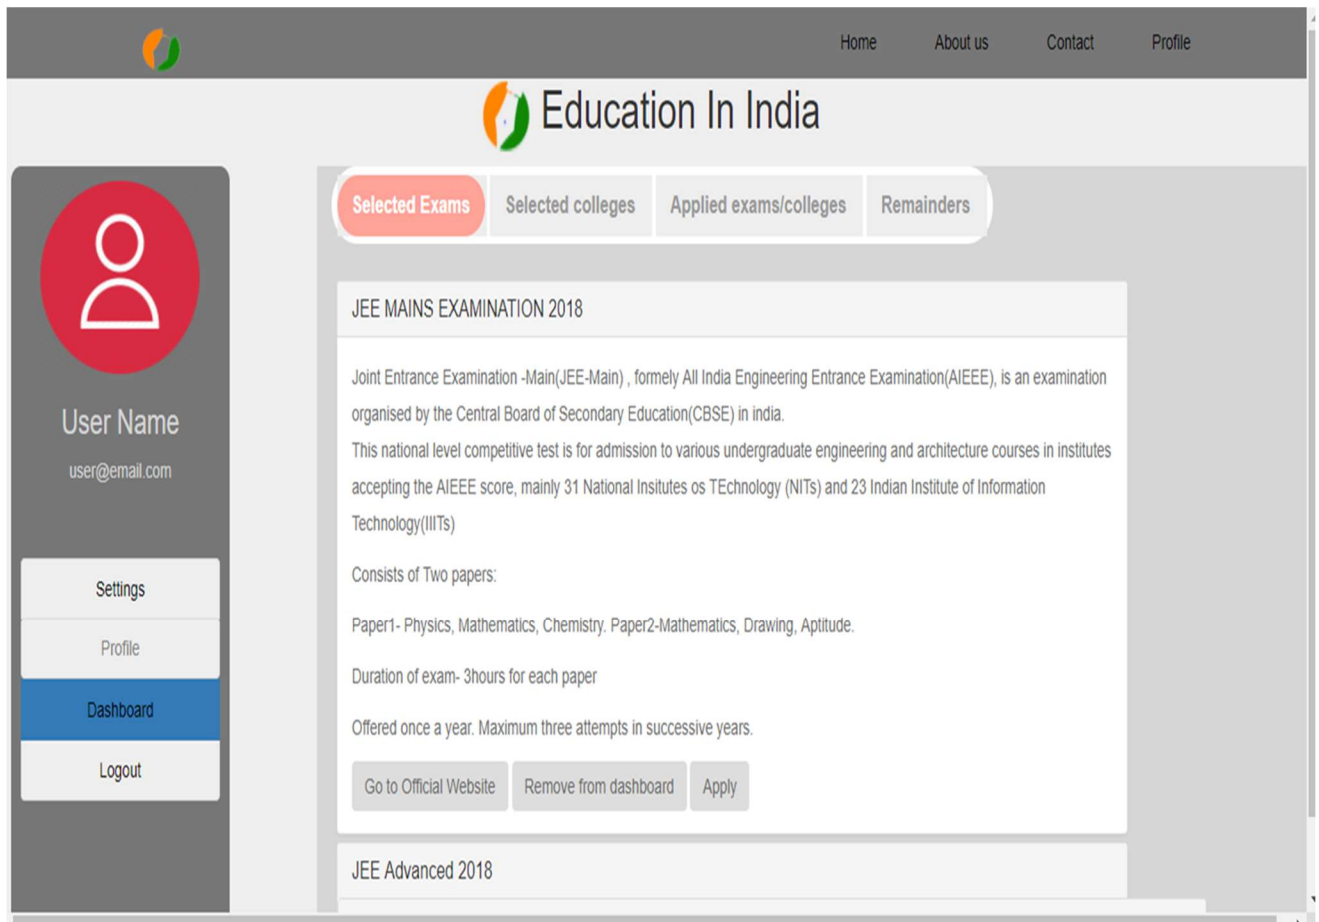 Home About us Contact Profile
Education In India
User Name
user@email.com
Settings
Profile
Dashboard
Logout
Selected Exams Selected colleges Applied exams/colleges Remainders
JEE MAINS EXAMINATION 2018
Joint Entrance Examination -Main(JEE-Main) , formely All India Engineering Entrance Examination(AIEEE), is an examination
organised by the Central Board of Secondary Education(CBSE) in india.
This national level competitive test is for admission to various undergraduate engineering and architecture courses in institutes
accepting the AIEEE score, mainly 31 National Insitutes os TEchnology (NITs) and 23 Indian Institute of Information
Technology(IIITs)
Consists of Two papers:
Paper1- Physics, Mathematics, Chemistry. Paper2-Mathematics, Drawing, Aptitude.
Duration of exam- 3hours for each paper
Offered once a year. Maximum three attempts in successive years.
Go to Official Website Remove from dashboard Apply
JEE Advanced 2018